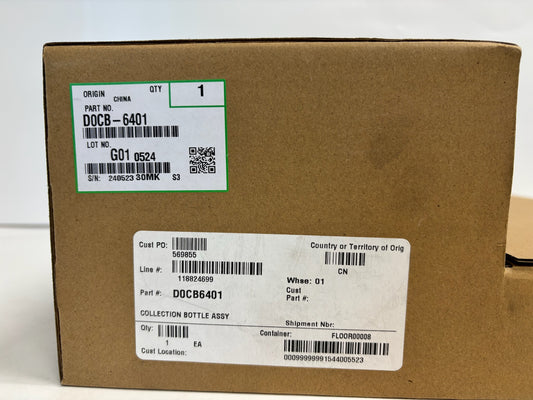 ORIGIN QTY 1
CHINA
PART NO.
D0CB-6401
LOT NO.
G01 0524
S/N: 240523 30MK S3
Cust PO: Country or Territory of Orig
569855
Line #: CN
118824699 Whse: 01
Cust
Part #: D0CB6401 Part #:
COLLECTION BOTTLE ASSY
Shipment Nbr:
Qty: Container: FLOOR00008
1 EA
Cust Location: 00099999991544005523